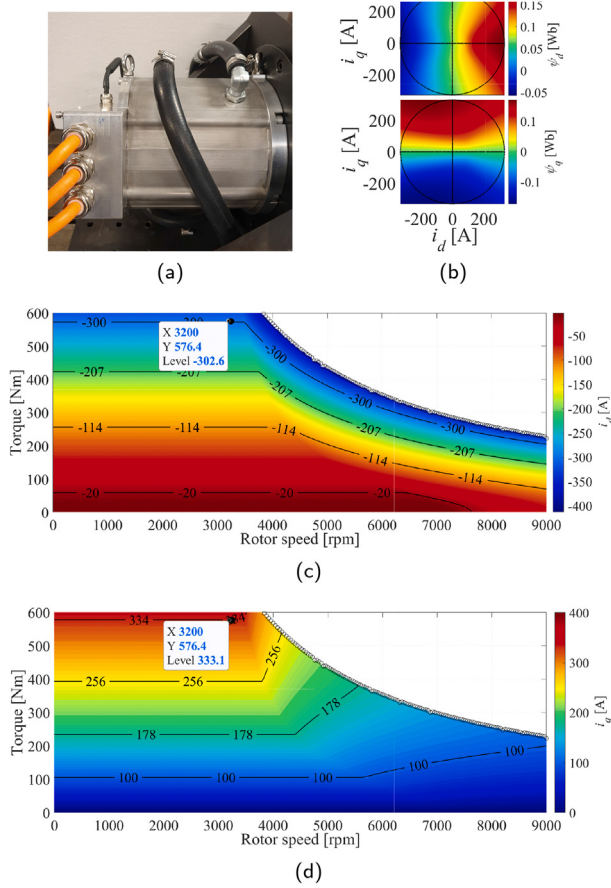 200
0
-200
i_q [A]
0.15
0.1
0.05
0
-0.05
ψ_d [Wb]
200
0
-200
i_q [A]
0.1
0
-0.1
ψ_q [Wb]
-200 0 200
i_d [A]
(a)
(b)
600
500
400
300
200
100
0
Torque [Nm]
-300
X 3200
Y 576.4
Level -302.6
-207
-114 -114
-20 -20 -20
-300
-300
-207
-207
-114
-50
-100
-150
-200
-250
-300
-350
-400
i_d [A]
0 1000 2000 3000 4000 5000 6000 7000 8000 9000
Rotor speed [rpm]
(c)
600
500
400
300
200
100
0
Torque [Nm]
334
X 3200
Y 576.4
Level 333.1
256 256
256
178 178
178
100 100 100
100
400
300
200
100
0
i_q [A]
0 1000 2000 3000 4000 5000 6000 7000 8000 9000
Rotor speed [rpm]
(d)